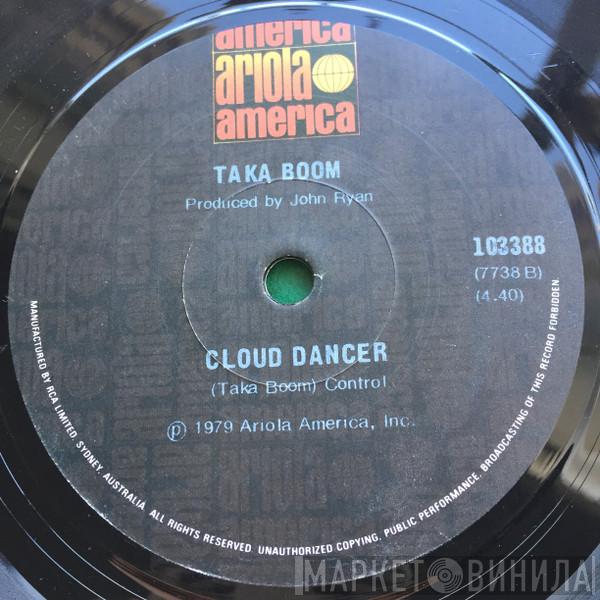 america
ariola
america
TAKA BOOM
Produced by John Ryan
103388
(7738 B)
(4.40)
CLOUD DANCER
(Taka Boom) Control
℗ 1979 Ariola America, Inc.
MANUFACTURED BY RCA LIMITED. SYDNEY. AUSTRALIA. ALL RIGHTS RESERVED. UNAUTHORIZED COPYING, PUBLIC PERFORMANCE, BROADCASTING OF THIS RECORD FORBIDDEN.
МАРКЕТ ВИНИЛА